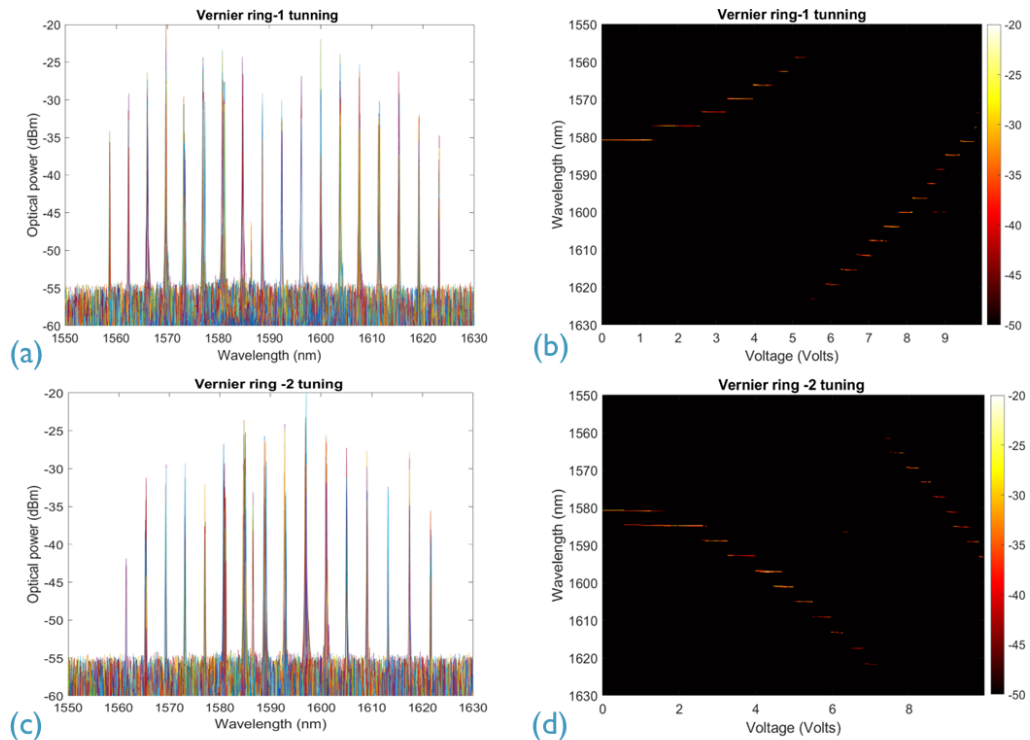 Vernier ring-1 tunning
-20
-25
-30
-35
-40
-45
-50
-55
-60
Optical power (dBm)
1550 1560 1570 1580 1590 1600 1610 1620 1630
Wavelength (nm)
(a)
Vernier ring-1 tunning
1550
1560
1570
1580
1590
1600
1610
1620
1630
Wavelength (nm)
0 1 2 3 4 5 6 7 8 9
Voltage (Volts)
-20
-25
-30
-35
-40
-45
-50
(b)
Vernier ring -2 tuning
-20
-25
-30
-35
-40
-45
-50
-55
-60
Optical power (dBm)
1550 1560 1570 1580 1590 1600 1610 1620 1630
Wavelength (nm)
(c)
Vernier ring -2 tuning
1550
1560
1570
1580
1590
1600
1610
1620
1630
Wavelength (nm)
0 2 4 6 8
Voltage (Volts)
-20
-25
-30
-35
-40
-45
-50
(d)